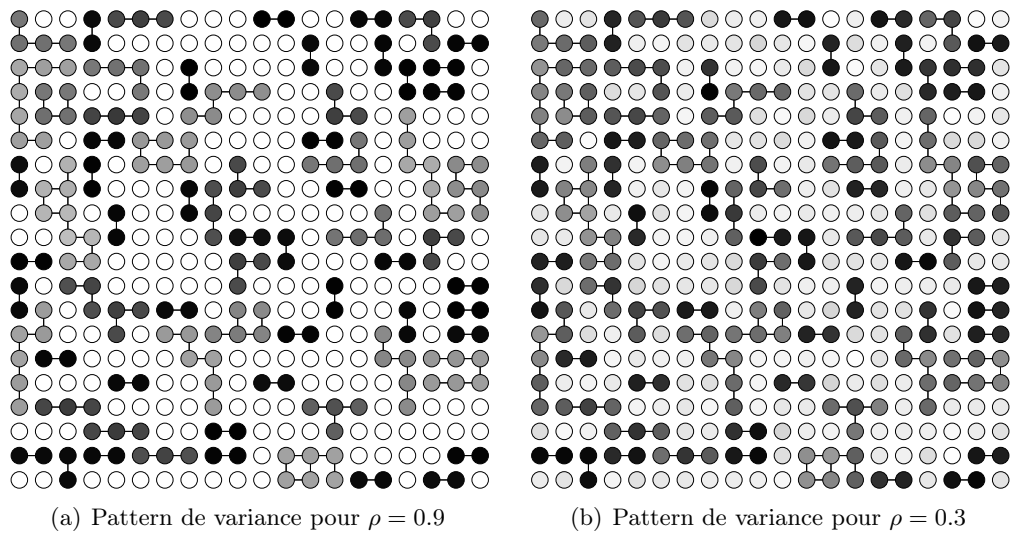 (a) Pattern de variance pour ρ = 0.9
(b) Pattern de variance pour ρ = 0.3